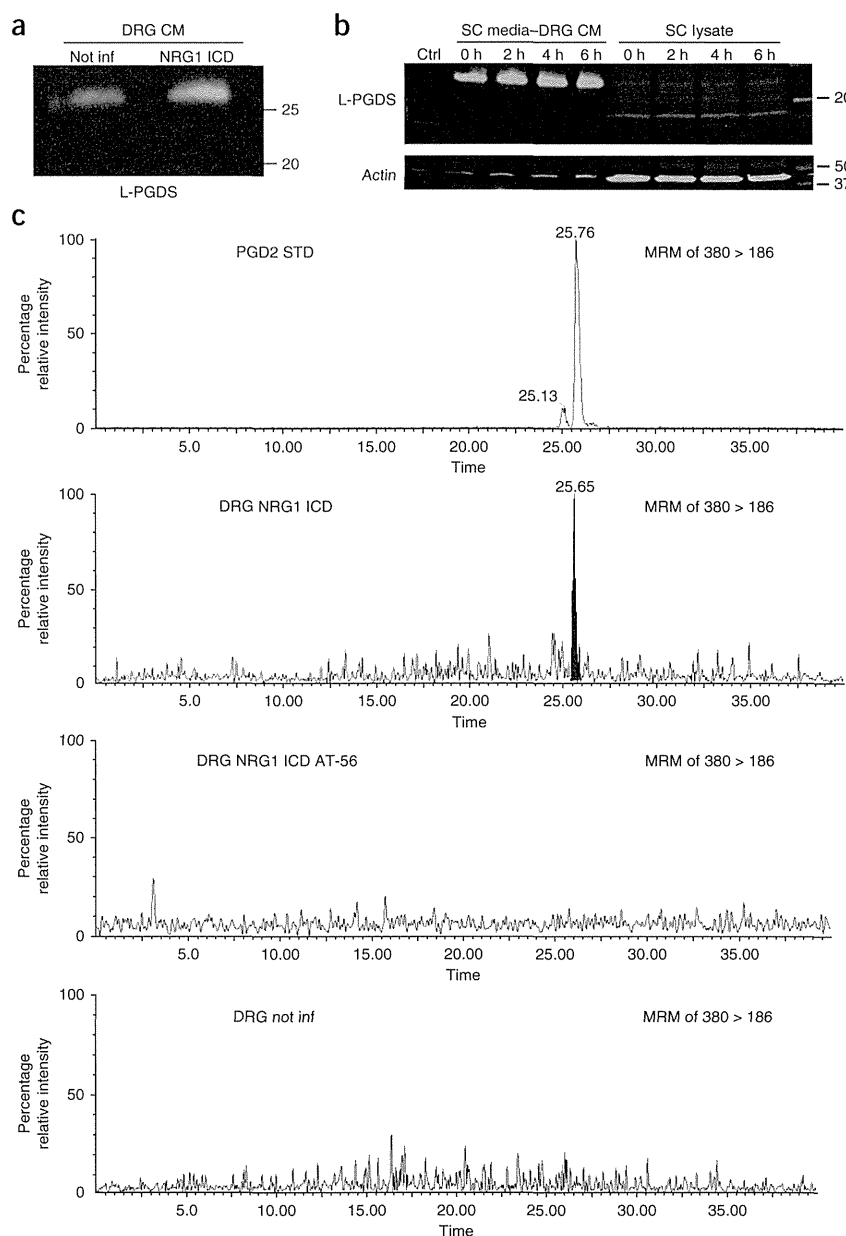 a
DRG CM
Not inf NRG1 ICD
25
20
L-PGDS
b
SC media–DRG CM SC lysate
Ctrl 0 h 2 h 4 h 6 h 0 h 2 h 4 h 6 h
L-PGDS
20
Actin
50
37
c
100
50
0
Percentage
relative intensity
PGD2 STD
MRM of 380 > 186
25.76
25.13
5.0 10.00 15.00 20.00 25.00 30.00 35.00
Time
100
50
0
Percentage
relative intensity
DRG NRG1 ICD
MRM of 380 > 186
25.65
5.0 10.00 15.00 20.00 25.00 30.00 35.00
Time
100
50
0
Percentage
relative intensity
DRG NRG1 ICD AT-56
MRM of 380 > 186
5.0 10.00 15.00 20.00 25.00 30.00 35.00
Time
100
50
0
Percentage
relative intensity
DRG not inf
MRM of 380 > 186
5.0 10.00 15.00 20.00 25.00 30.00 35.00
Time